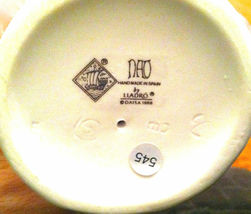 NAO
HAND MADE IN SPAIN
by
LLADRÓ ®
© DAISA 1988
545